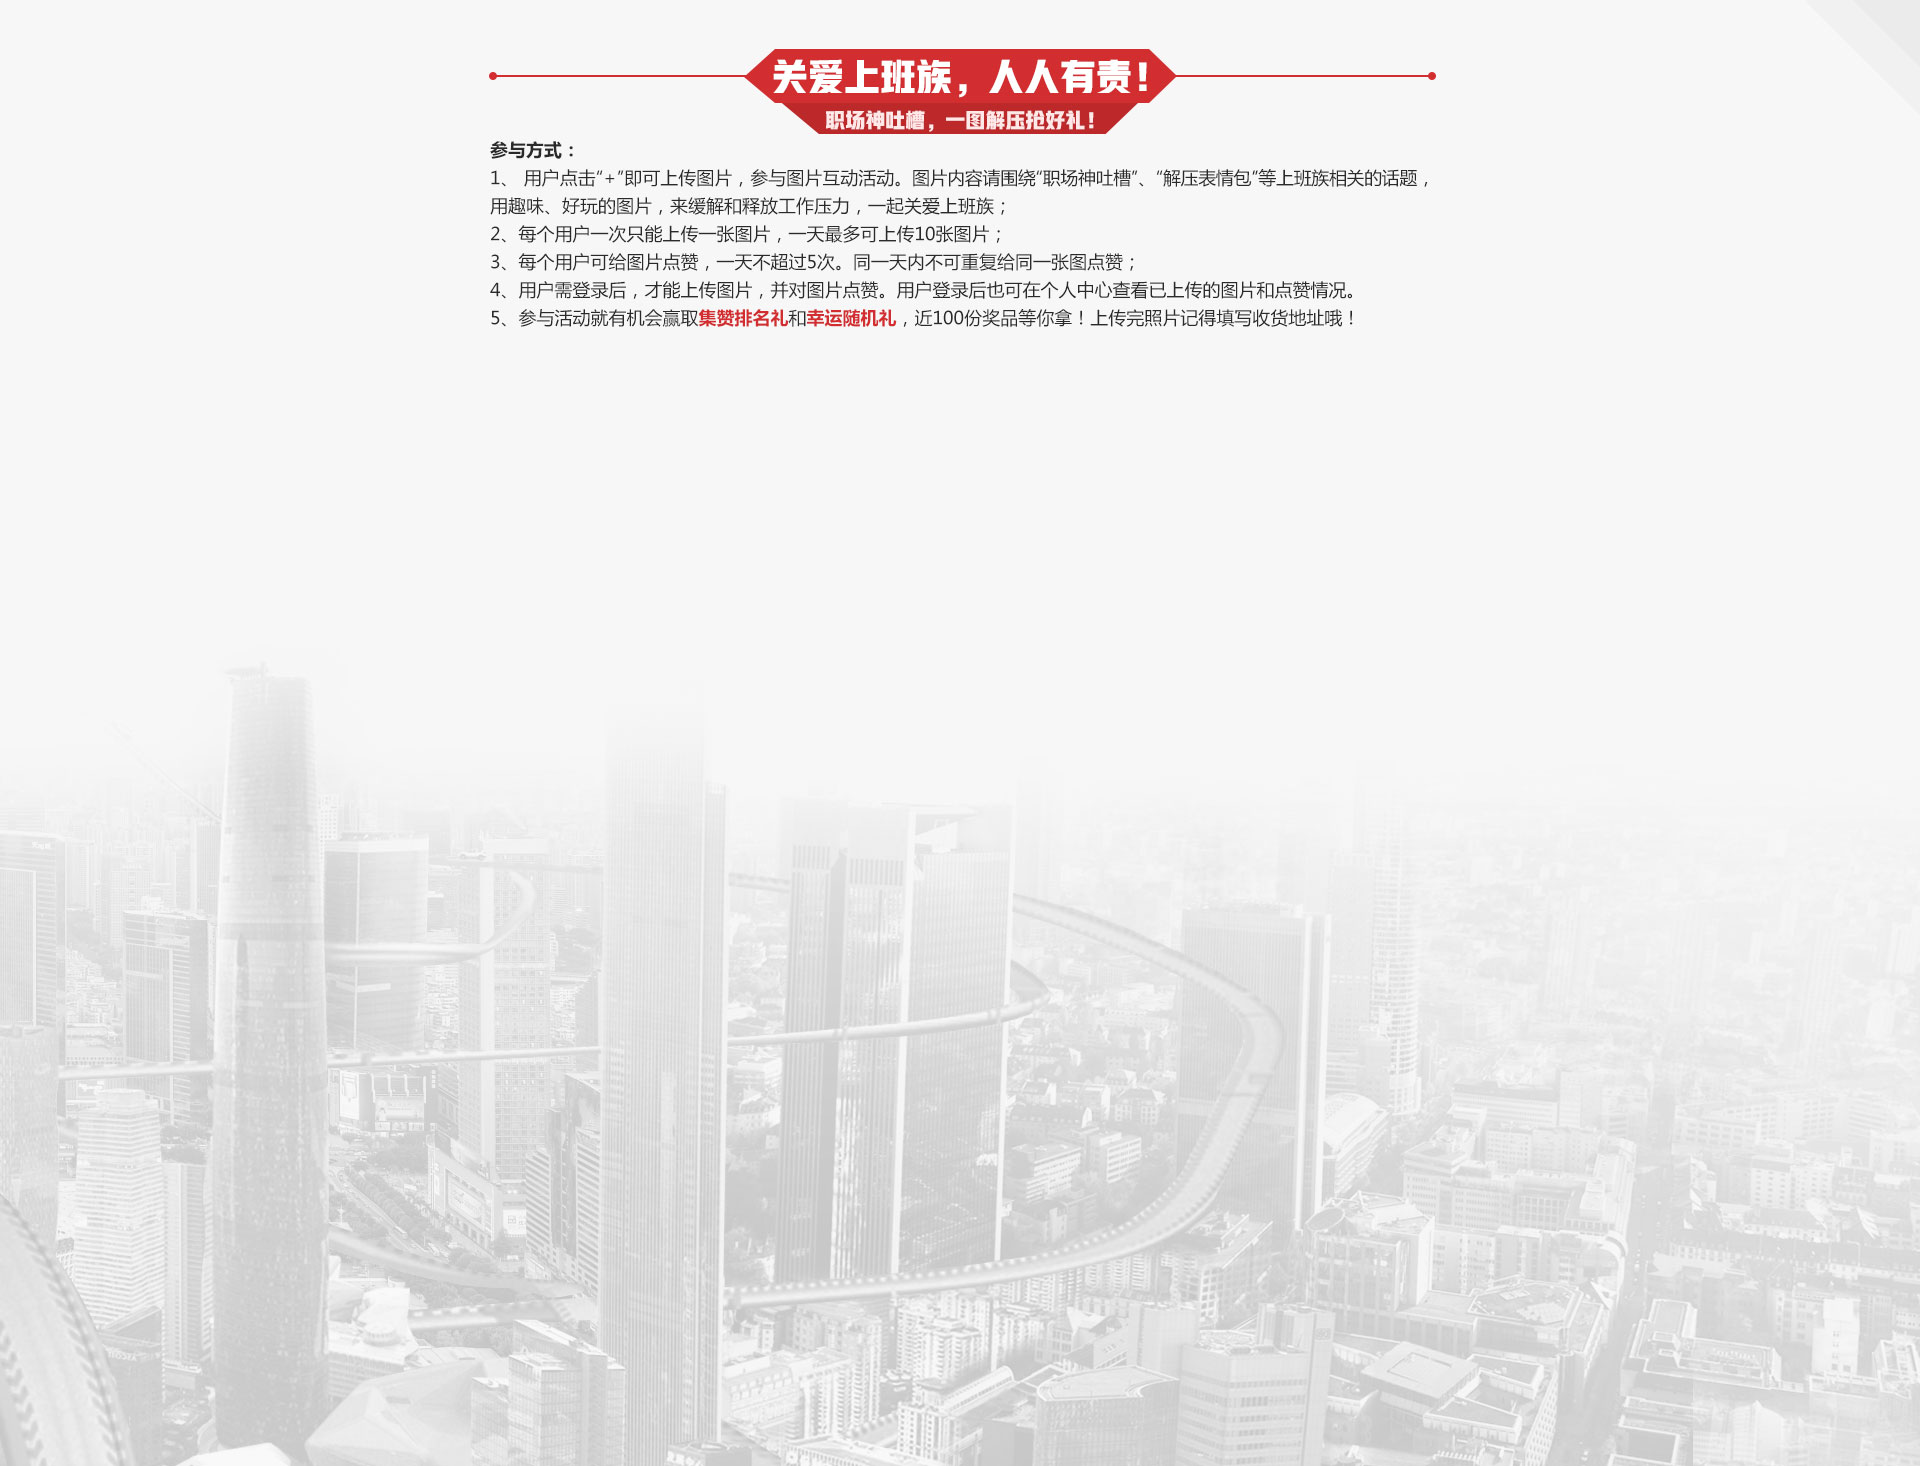 关爱上班族，人人有责！
职场神吐槽，一图解压抢好礼！
参与方式：
1、 用户点击“+”即可上传图片，参与图片互动活动。图片内容请围绕“职场神吐槽”、“解压表情包”等上班族相关的话题，
用趣味、好玩的图片，来缓解和释放工作压力，一起关爱上班族；
2、每个用户一次只能上传一张图片，一天最多可上传10张图片；
3、每个用户可给图片点赞，一天不超过5次。同一天内不可重复给同一张图点赞；
4、用户需登录后，才能上传图片，并对图片点赞。用户登录后也可在个人中心查看已上传的图片和点赞情况。
5、参与活动就有机会赢取集赞排名礼和幸运随机礼，近100份奖品等你拿！上传完照片记得填写收货地址哦！